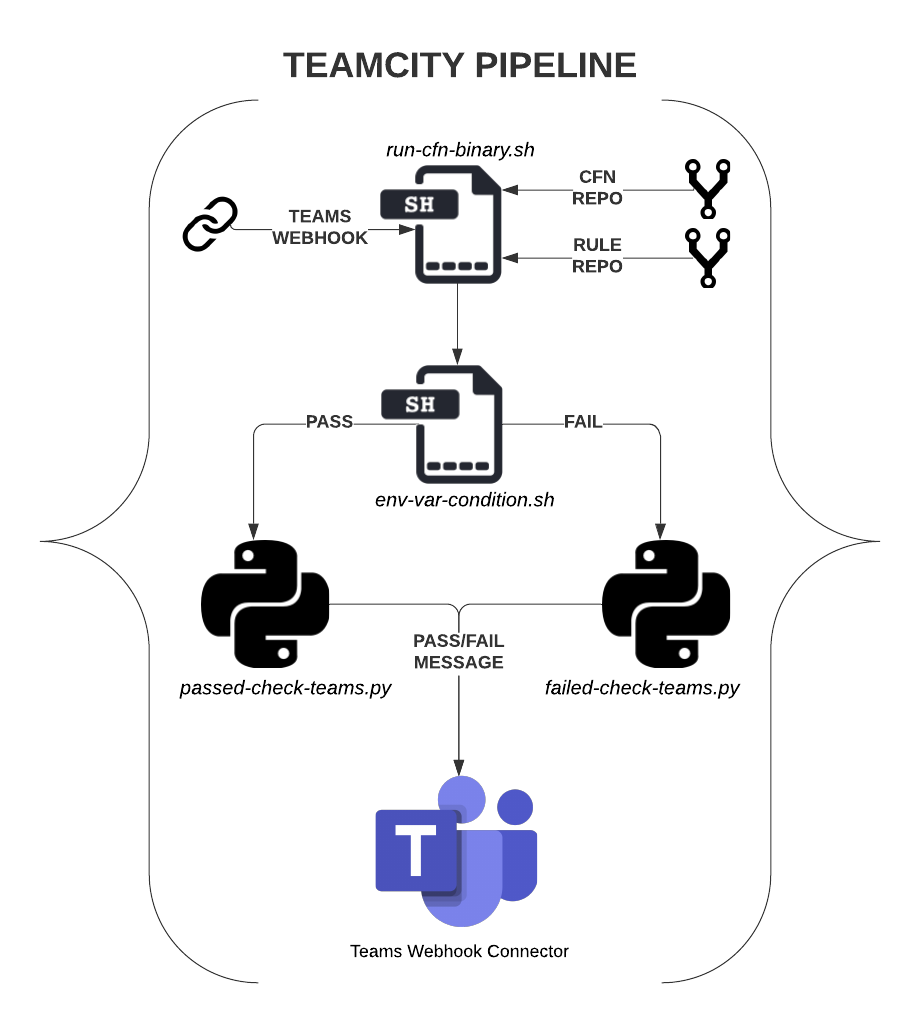 TEAMCITY PIPELINE
run-cfn-binary.sh
SH
CFN
REPO
TEAMS
WEBHOOK
RULE
REPO
SH
PASS
FAIL
env-var-condition.sh
PASS/FAIL
MESSAGE
passed-check-teams.py
failed-check-teams.py
T
Teams Webhook Connector